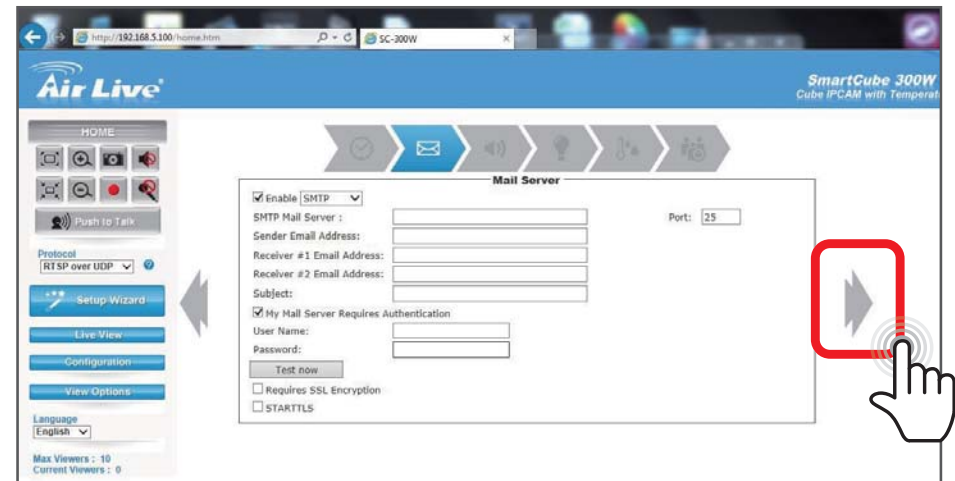 http://192.168.5.100/home.htm
SC-300W
Air Live
SmartCube 300W
Cube IPCAM with Temperat
HOME
Push to Talk
Protocol
RTSP over UDP
Setup Wizard
Live View
Configuration
View Options
Language
English
Max Viewers : 10
Current Viewers : 0
Mail Server
Enable SMTP
SMTP Mail Server :
Port: 25
Sender Email Address:
Receiver #1 Email Address:
Receiver #2 Email Address:
Subject:
My Mail Server Requires Authentication
User Name:
Password:
Test now
Requires SSL Encryption
STARTTLS